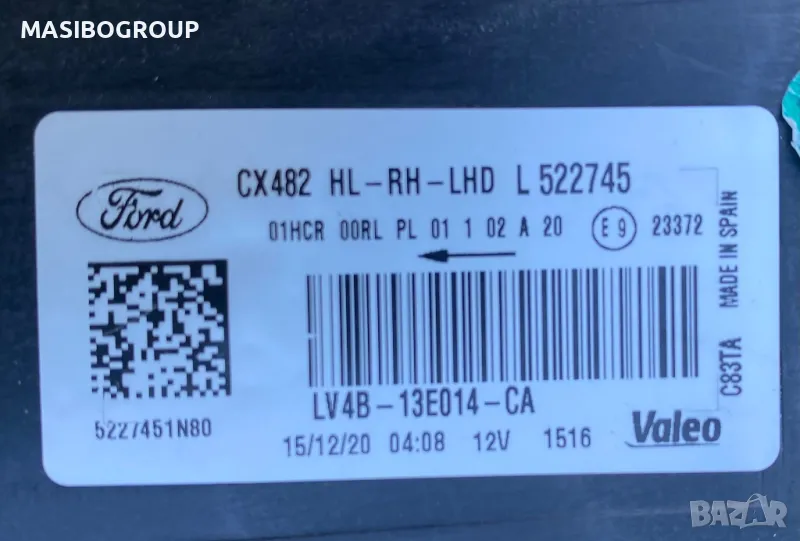 MASIBOGROUP
Ford
CX482 HL-RH-LHD L 522745
01HCR 00RL PL 01 1 02 A 20 E 9 23372
MADE IN SPAIN
C83TA
5227451N80
LV4B-13E014-CA
15/12/20 04:08 12V 1516
Valeo
BAZAR